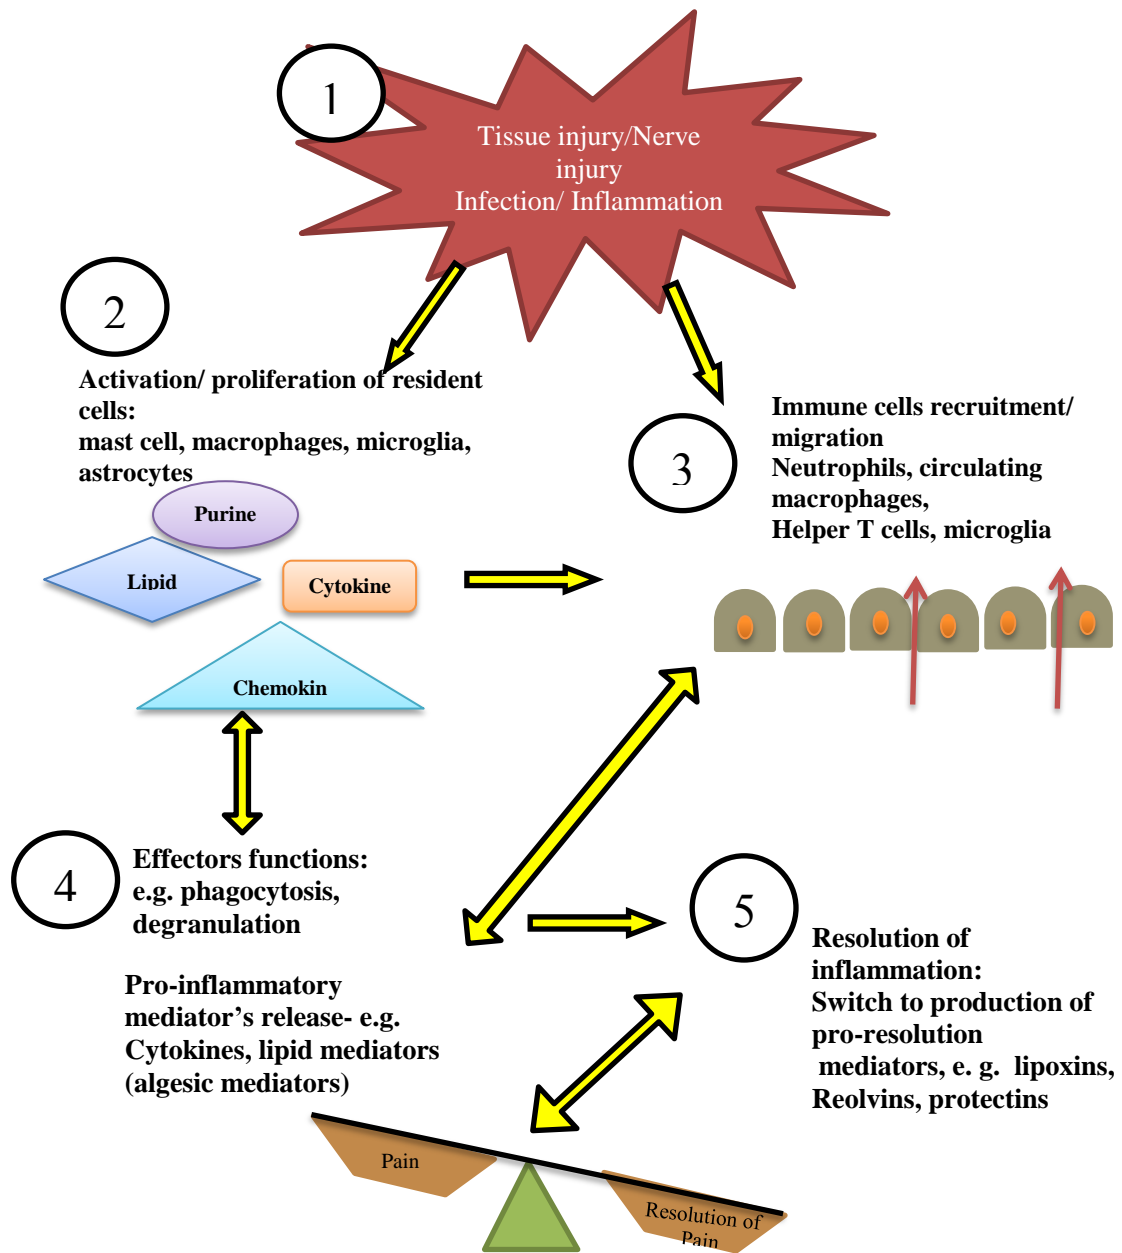 1
Tissue injury/Nerve
injury
Infection/ Inflammation
2
Activation/ proliferation of resident
cells:
mast cell, macrophages, microglia,
astrocytes
Purine
Lipid
Cytokine
Chemokin
3
Immune cells recruitment/
migration
Neutrophils, circulating
macrophages,
Helper T cells, microglia
4
Effectors functions:
e.g. phagocytosis,
degranulation
Pro-inflammatory
mediator’s release- e.g.
Cytokines, lipid mediators
(algesic mediators)
5
Resolution of
inflammation:
Switch to production of
pro-resolution
mediators, e. g. lipoxins,
Reolvins, protectins
Pain
Resolution of
Pain